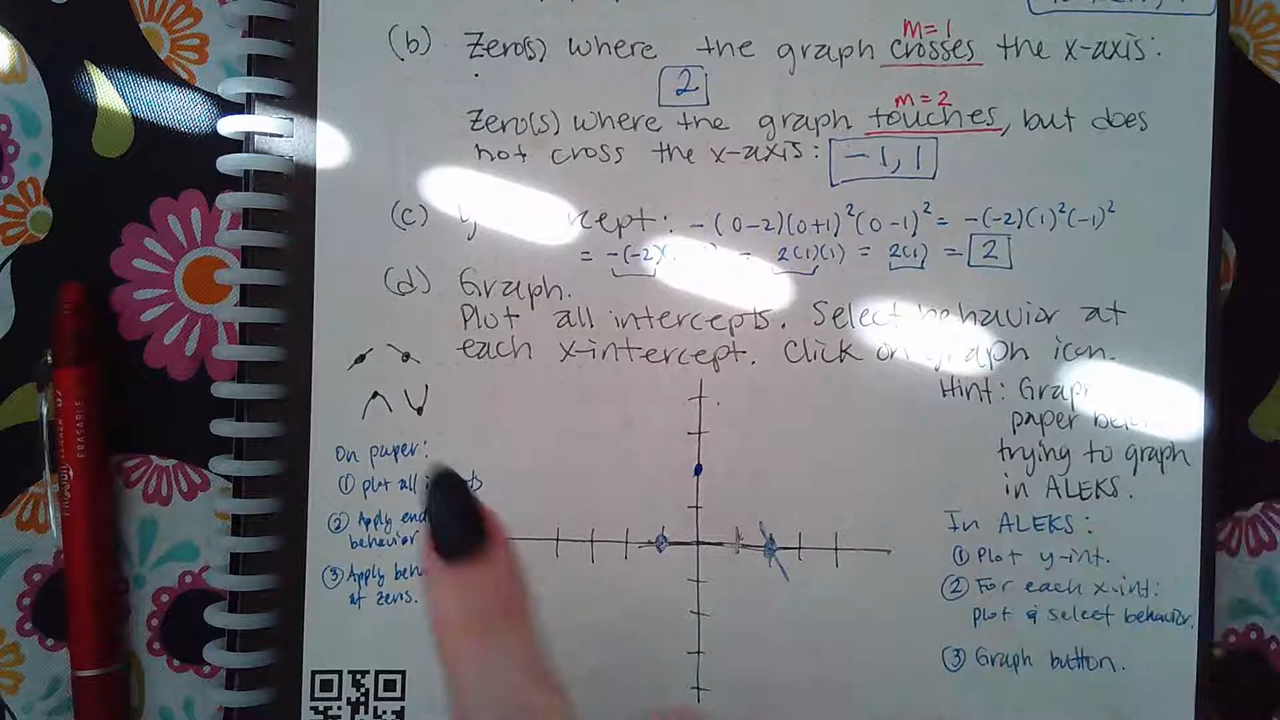 m=1
(b) Zero(s) where the graph crosses the x-axis:
2
m=2
Zero(s) where the graph touches, but does
not cross the x-axis: -1, 1
(c) cept: -(0-2)(0+1)²(0-1)² = -(-2)(1)²(-1)²
= -(-2)( = 2(1)(1) = 2(1) = 2
(d) Graph.
Plot all intercepts. Select behavior at
each x-intercept. Click on graph icon.
Hint: Grap
paper
trying to graph
in ALEKS.
On paper:
① plot all
② Apply end
behavior
③ Apply
at zeros.
In ALEKS:
① Plot y-int.
② For each x-int:
plot & select behavior.
③ Graph button.
ERASABLE